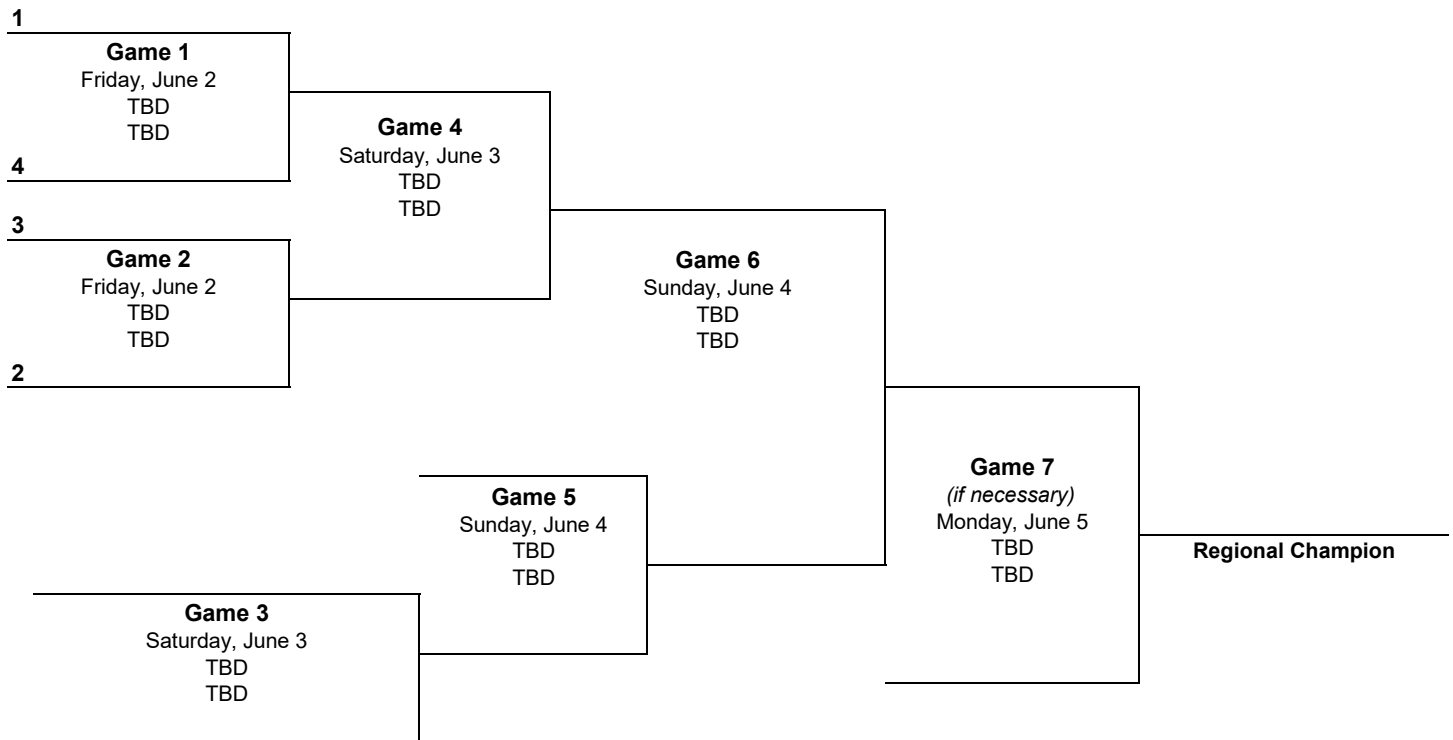 1
Game 1
Friday, June 2
TBD
TBD
4
3
Game 2
Friday, June 2
TBD
TBD
2
Game 4
Saturday, June 3
TBD
TBD
Game 6
Sunday, June 4
TBD
TBD
Game 5
Sunday, June 4
TBD
TBD
Game 3
Saturday, June 3
TBD
TBD
Game 7
(if necessary)
Monday, June 5
TBD
TBD
Regional Champion